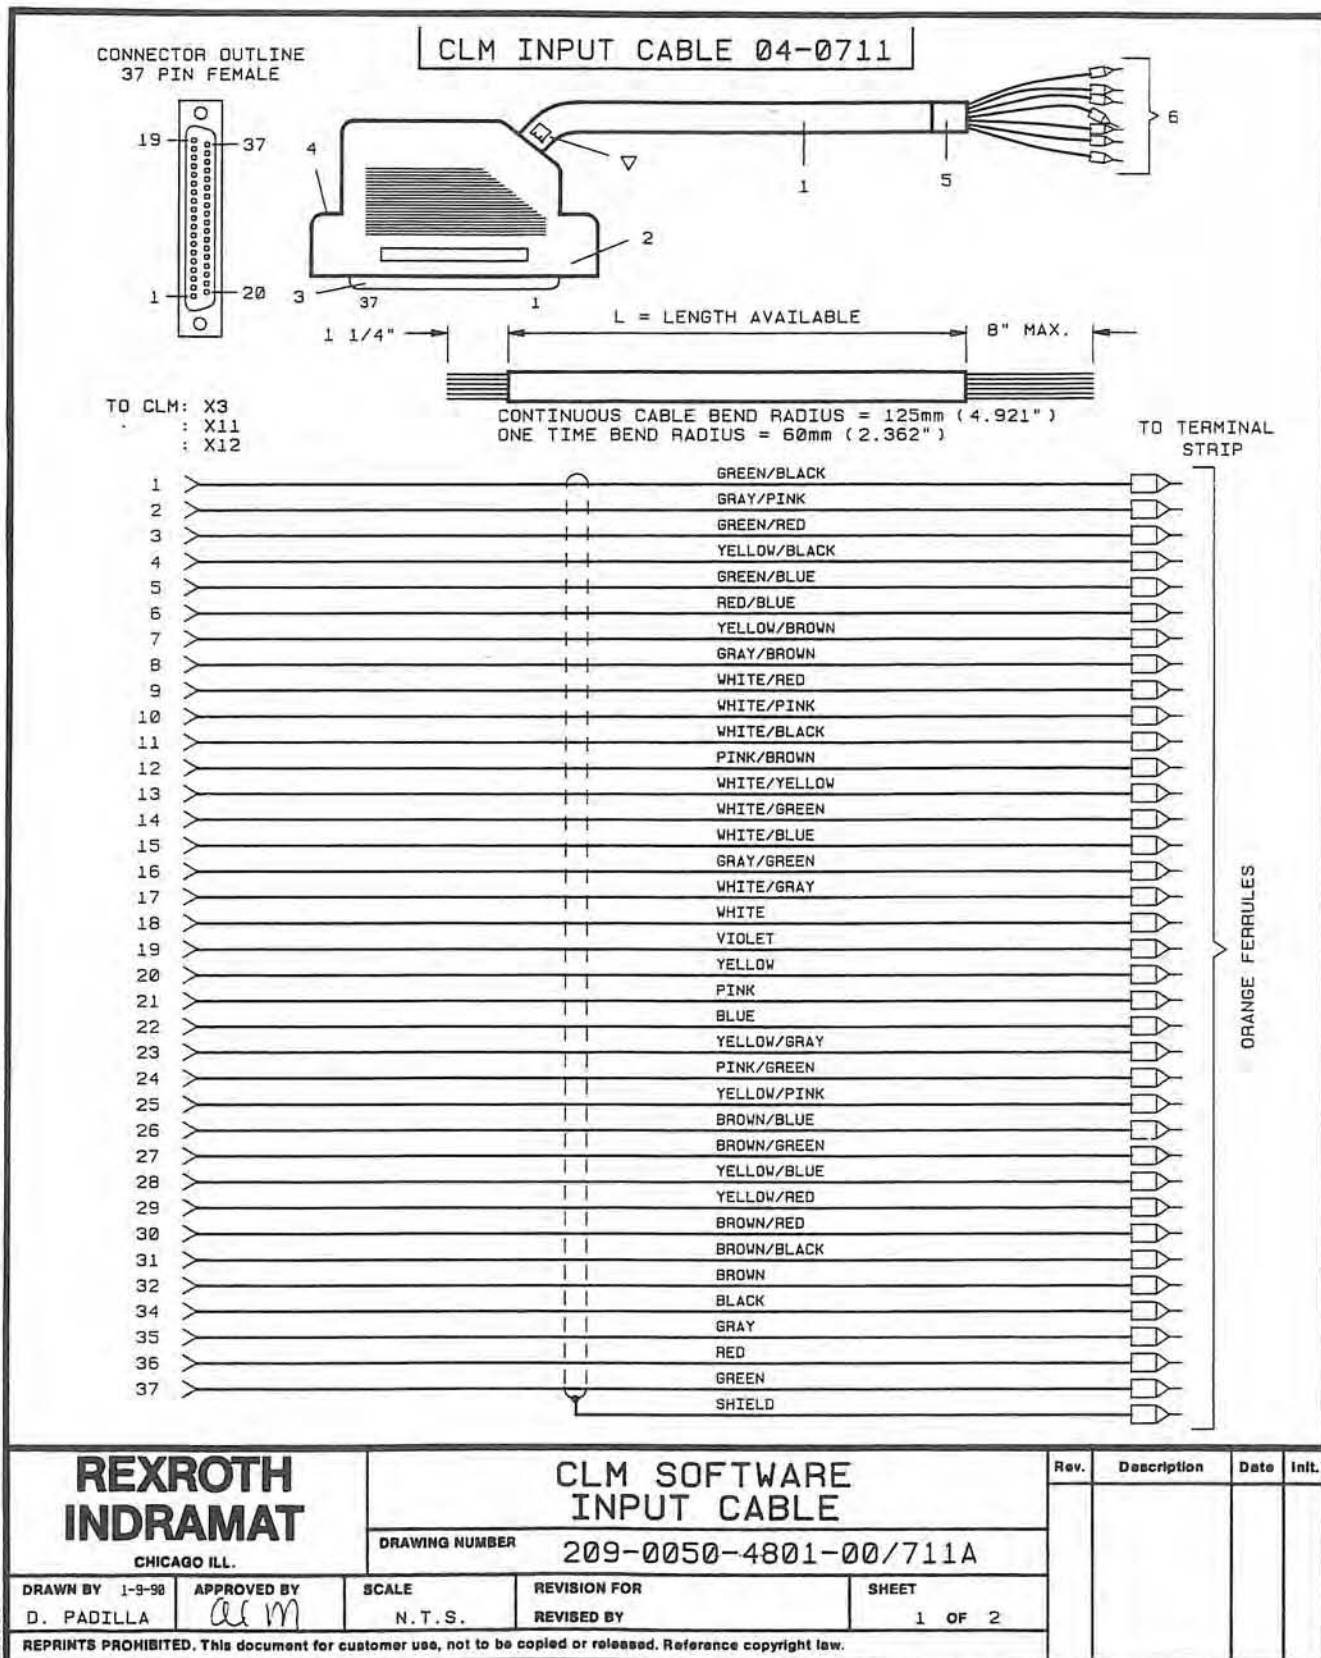 CLM INPUT CABLE 04-0711
CONNECTOR OUTLINE
37 PIN FEMALE
19
37
1
20
4
2
3
37
1
1
5
6
L = LENGTH AVAILABLE
1 1/4"
8" MAX.
CONTINUOUS CABLE BEND RADIUS = 125mm (4.921")
ONE TIME BEND RADIUS = 60mm (2.362")
TO CLM: X3
: X11
: X12
TO TERMINAL
STRIP
1 GREEN/BLACK
2 GRAY/PINK
3 GREEN/RED
4 YELLOW/BLACK
5 GREEN/BLUE
6 RED/BLUE
7 YELLOW/BROWN
8 GRAY/BROWN
9 WHITE/RED
10 WHITE/PINK
11 WHITE/BLACK
12 PINK/BROWN
13 WHITE/YELLOW
14 WHITE/GREEN
15 WHITE/BLUE
16 GRAY/GREEN
17 WHITE/GRAY
18 WHITE
19 VIOLET
20 YELLOW
21 PINK
22 BLUE
23 YELLOW/GRAY
24 PINK/GREEN
25 YELLOW/PINK
26 BROWN/BLUE
27 BROWN/GREEN
28 YELLOW/BLUE
29 YELLOW/RED
30 BROWN/RED
31 BROWN/BLACK
32 BROWN
34 BLACK
35 GRAY
36 RED
37 GREEN
SHIELD
ORANGE FERRULES
REXROTH
INDRAMAT
CHICAGO ILL.
CLM SOFTWARE
INPUT CABLE
DRAWING NUMBER 209-0050-4801-00/711A
Rev. Description Date Init.
DRAWN BY 1-9-90
D. PADILLA
APPROVED BY
SCALE
N.T.S.
REVISION FOR
REVISED BY
SHEET
1 OF 2
REPRINTS PROHIBITED. This document for customer use, not to be copied or released. Reference copyright law.